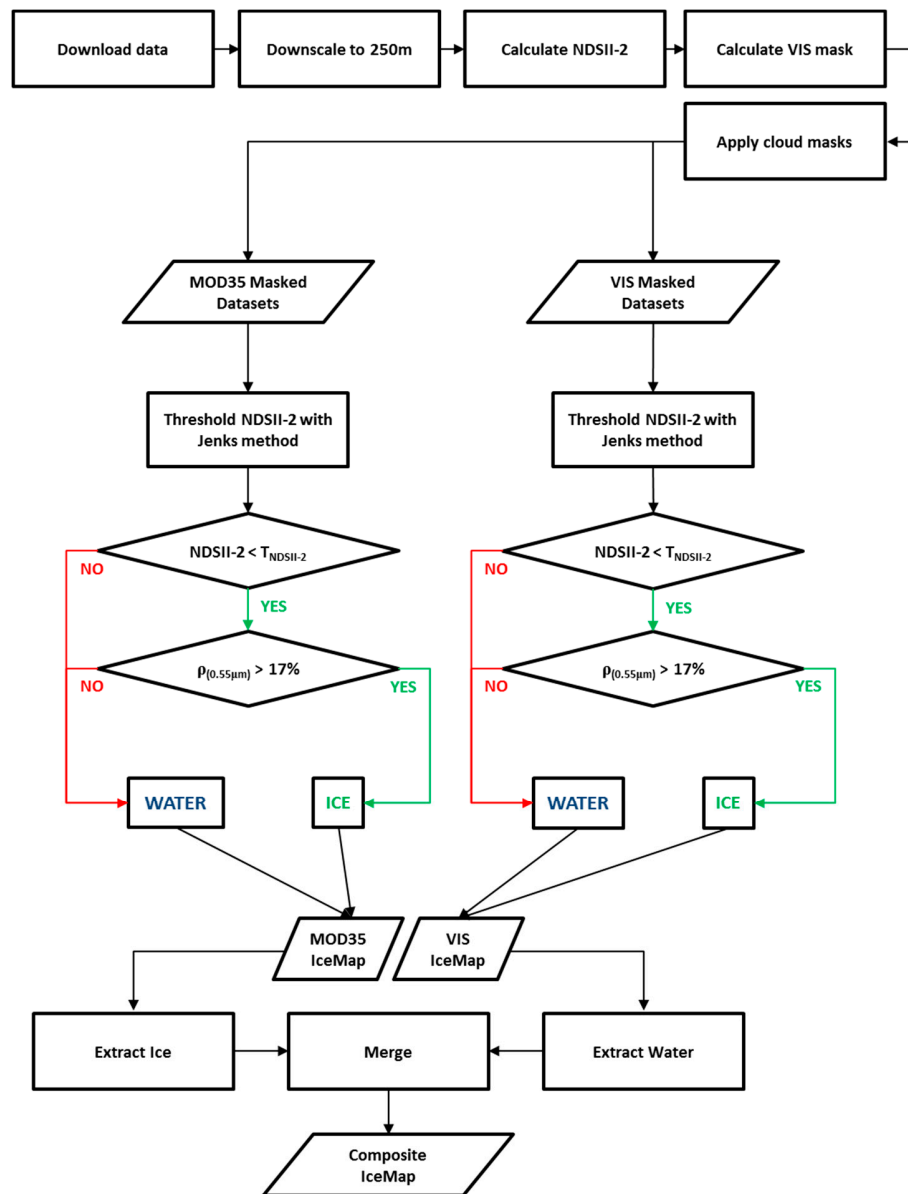 Download data
Downscale to 250m
Calculate NDSII-2
Calculate VIS mask
Apply cloud masks
MOD35 Masked
Datasets
VIS Masked
Datasets
Threshold NDSII-2 with
Jenks method
Threshold NDSII-2 with
Jenks method
NDSII-2 < TNDSII-2
NO
YES
NDSII-2 < TNDSII-2
NO
YES
ρ(0.55μm) > 17%
NO
YES
ρ(0.55μm) > 17%
NO
YES
WATER
ICE
WATER
ICE
MOD35
IceMap
VIS
IceMap
Extract Ice
Merge
Extract Water
Composite
IceMap